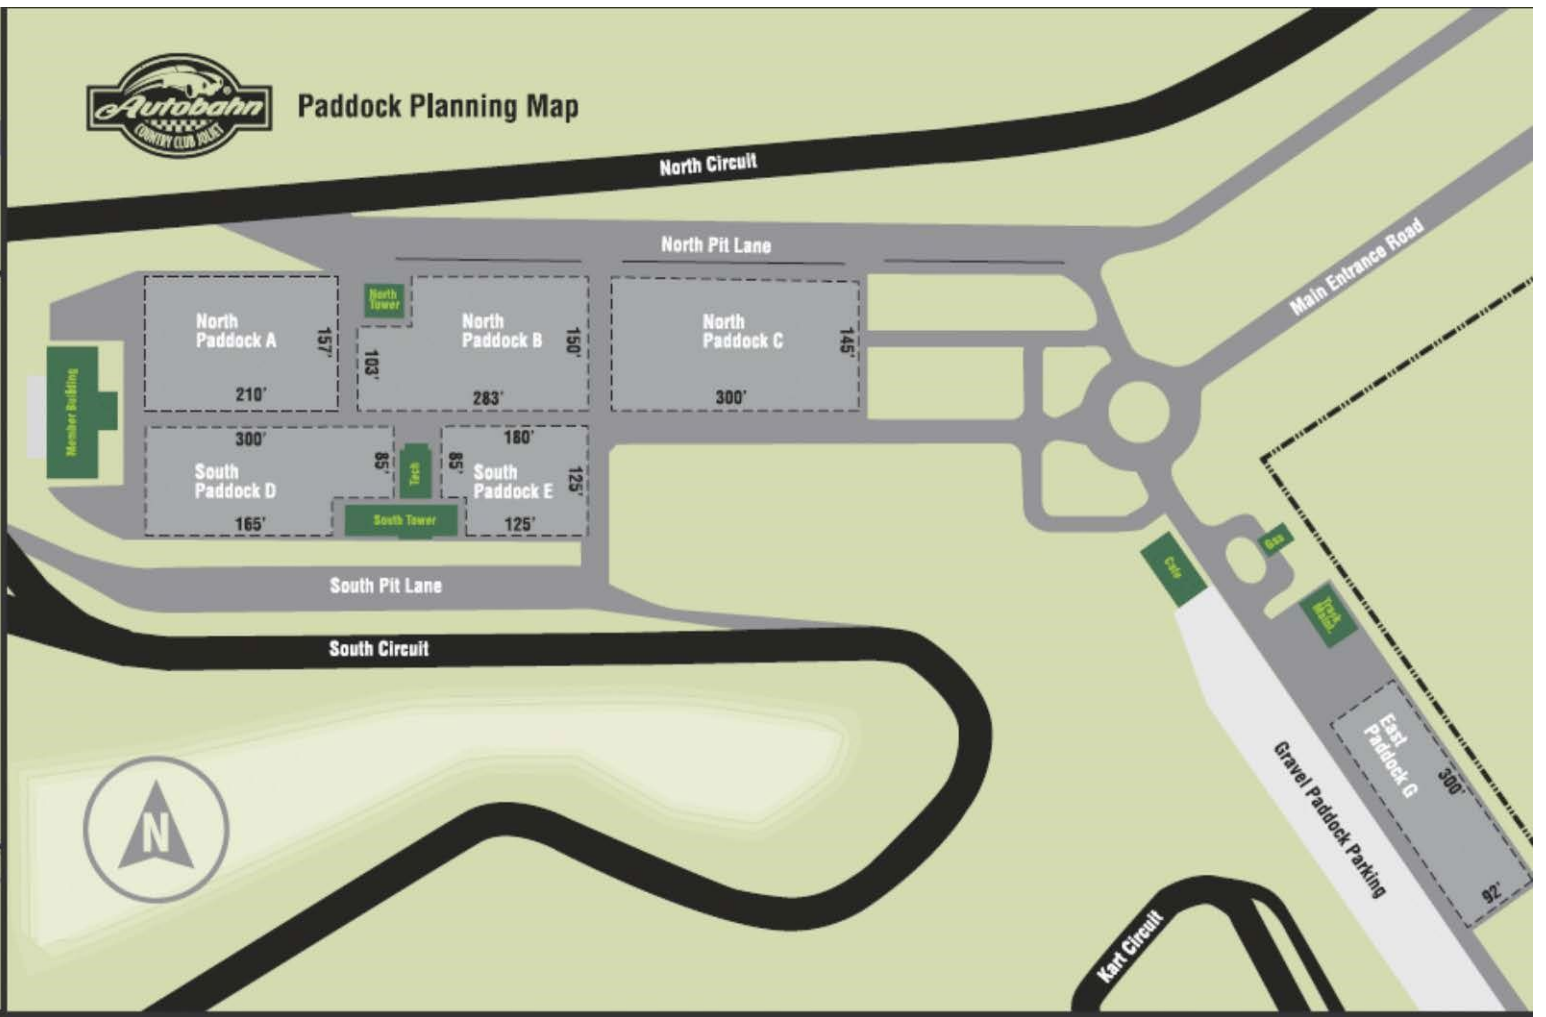 Autobahn
COUNTRY CLUB JOLIET
®
Paddock Planning Map
North Circuit
North Pit Lane
Main Entrance Road
North
Tower
North
Paddock A
157'
210'
103'
North
Paddock B
150'
283'
North
Paddock C
145'
300'
Member Building
300'
South
Paddock D
85'
165'
Tech
South Tower
180'
85'
South
Paddock E
125'
125'
South Pit Lane
South Circuit
Gas
Cafe
Track
Maint.
East
Paddock G
300'
92'
Gravel Paddock Parking
Kart Circuit
N